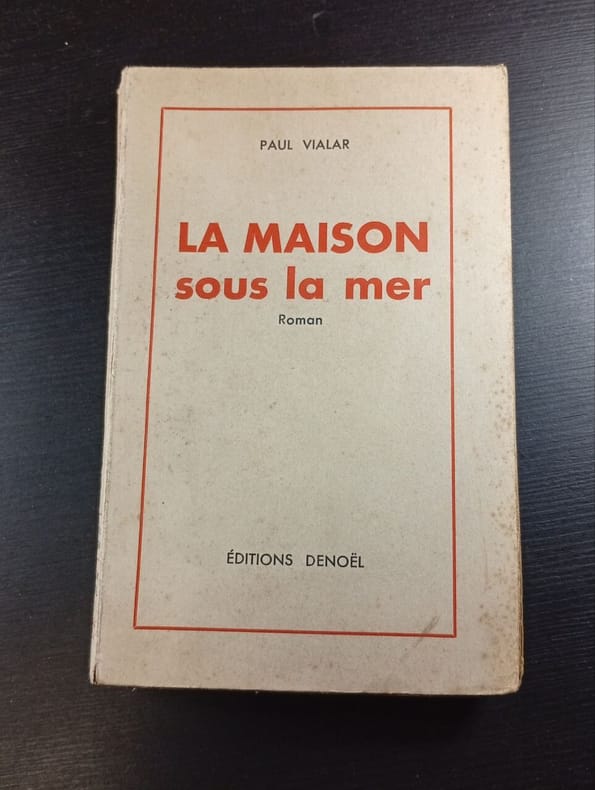 PAUL VIALAR
LA MAISON
sous la mer
Roman
ÉDITIONS DENOËL